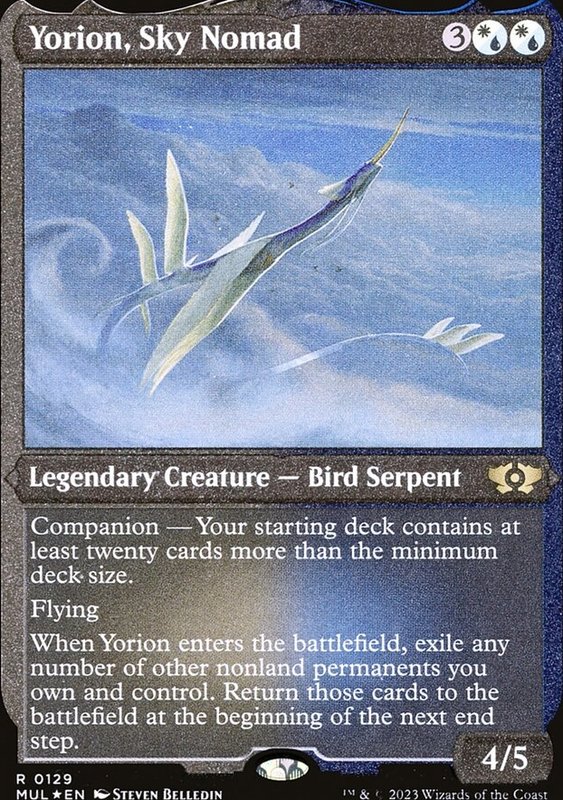 Yorion, Sky Nomad 3
Legendary Creature — Bird Serpent
Companion — Your starting deck contains at
least twenty cards more than the minimum
deck size.
Flying
When Yorion enters the battlefield, exile any
number of other nonland permanents you
own and control. Return those cards to the
battlefield at the beginning of the next end
step.
4/5
R 0129
MUL★EN Steven Belledin
™ & © 2023 Wizards of the Coast